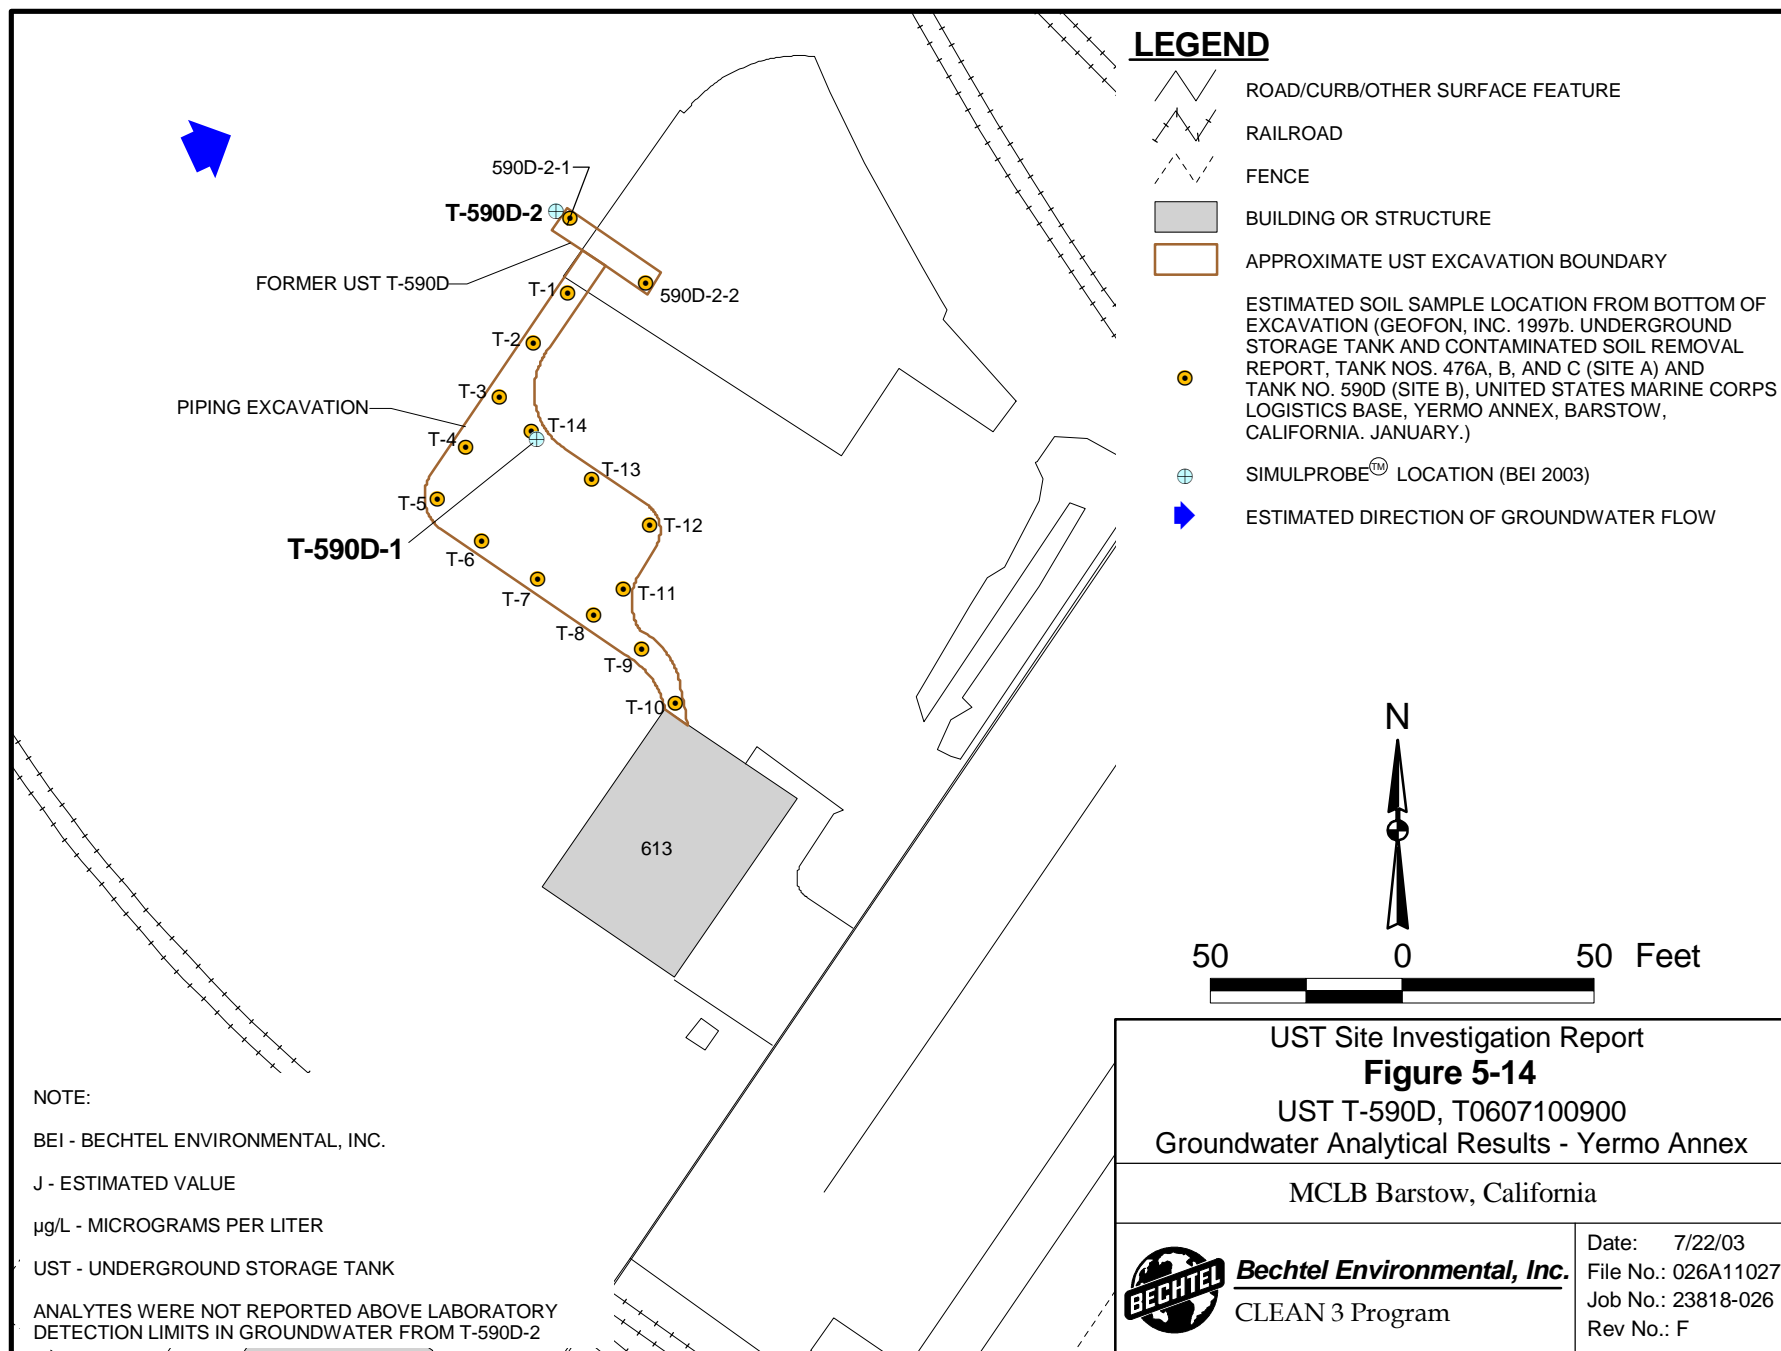 LEGEND
ROAD/CURB/OTHER SURFACE FEATURE
RAILROAD
FENCE
BUILDING OR STRUCTURE
APPROXIMATE UST EXCAVATION BOUNDARY
ESTIMATED SOIL SAMPLE LOCATION FROM BOTTOM OF
EXCAVATION (GEOFON, INC. 1997b. UNDERGROUND
STORAGE TANK AND CONTAMINATED SOIL REMOVAL
REPORT, TANK NOS. 476A, B, AND C (SITE A) AND
TANK NO. 590D (SITE B), UNITED STATES MARINE CORPS
LOGISTICS BASE, YERMO ANNEX, BARSTOW,
CALIFORNIA. JANUARY.)
SIMULPROBE™ LOCATION (BEI 2003)
ESTIMATED DIRECTION OF GROUNDWATER FLOW
590D-2-1
T-590D-2
FORMER UST T-590D
590D-2-2
T-1
T-2
T-3
PIPING EXCAVATION
T-14
T-4
T-13
T-5
T-12
T-590D-1
T-6
T-7
T-11
T-8
T-9
T-10
613
N
50 0 50 Feet
NOTE:
BEI - BECHTEL ENVIRONMENTAL, INC.
J - ESTIMATED VALUE
µg/L - MICROGRAMS PER LITER
UST - UNDERGROUND STORAGE TANK
ANALYTES WERE NOT REPORTED ABOVE LABORATORY
DETECTION LIMITS IN GROUNDWATER FROM T-590D-2
UST Site Investigation Report
Figure 5-14
UST T-590D, T0607100900
Groundwater Analytical Results - Yermo Annex
MCLB Barstow, California
BECHTEL
Bechtel Environmental, Inc.
CLEAN 3 Program
Date: 7/22/03
File No.: 026A11027
Job No.: 23818-026
Rev No.: F